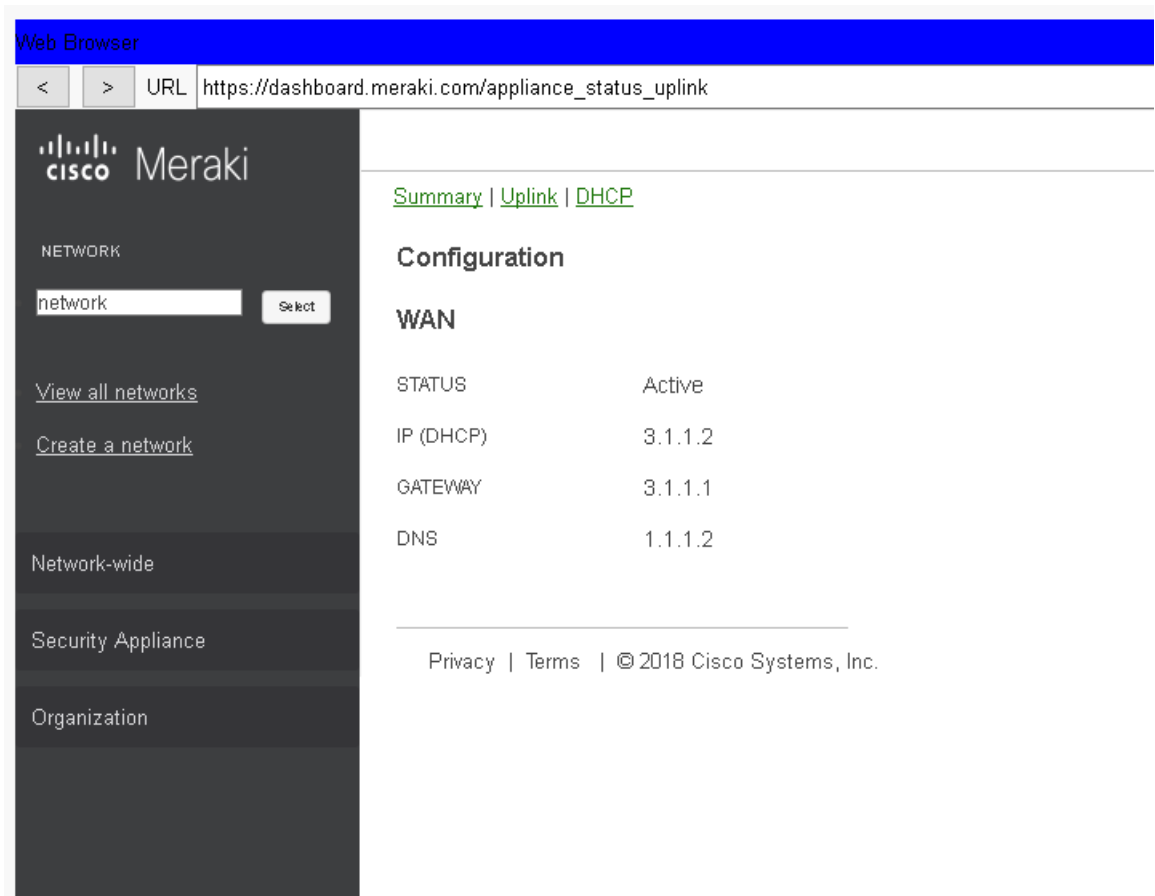 Web Browser
< > URL https://dashboard.meraki.com/appliance_status_uplink
cisco Meraki
NETWORK
network Select
View all networks
Create a network
Network-wide
Security Appliance
Organization
Summary | Uplink | DHCP
Configuration
WAN
STATUS Active
IP (DHCP) 3.1.1.2
GATEWAY 3.1.1.1
DNS 1.1.1.2
Privacy | Terms | © 2018 Cisco Systems, Inc.